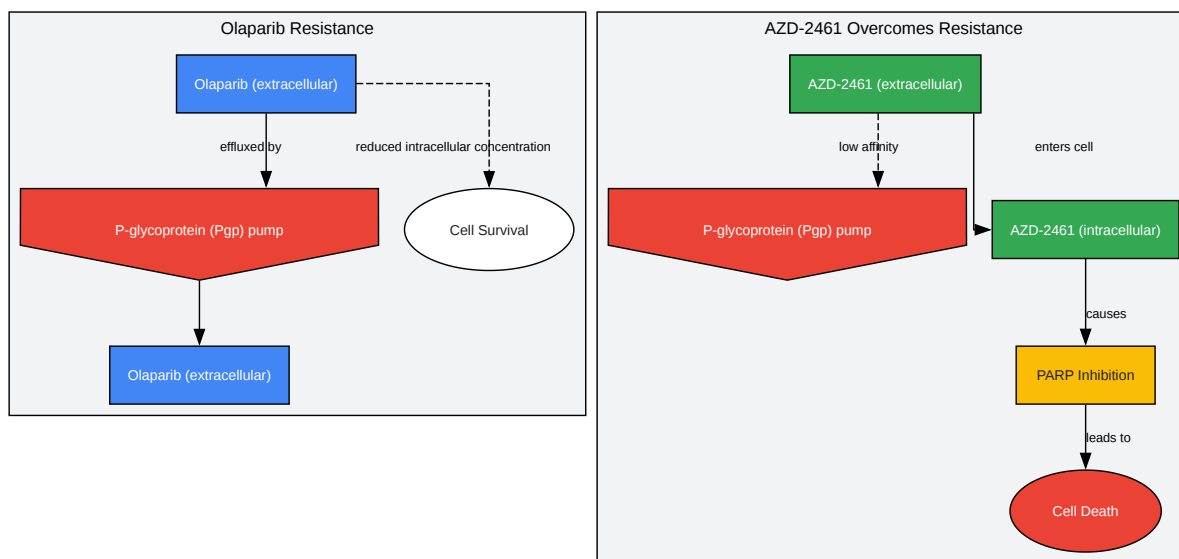 Olaparib Resistance
Olaparib (extracellular)
effluxed by
reduced intracellular concentration
P-glycoprotein (Pgp) pump
Cell Survival
Olaparib (extracellular)
AZD-2461 Overcomes Resistance
AZD-2461 (extracellular)
low affinity
enters cell
P-glycoprotein (Pgp) pump
AZD-2461 (intracellular)
causes
PARP Inhibition
leads to
Cell Death